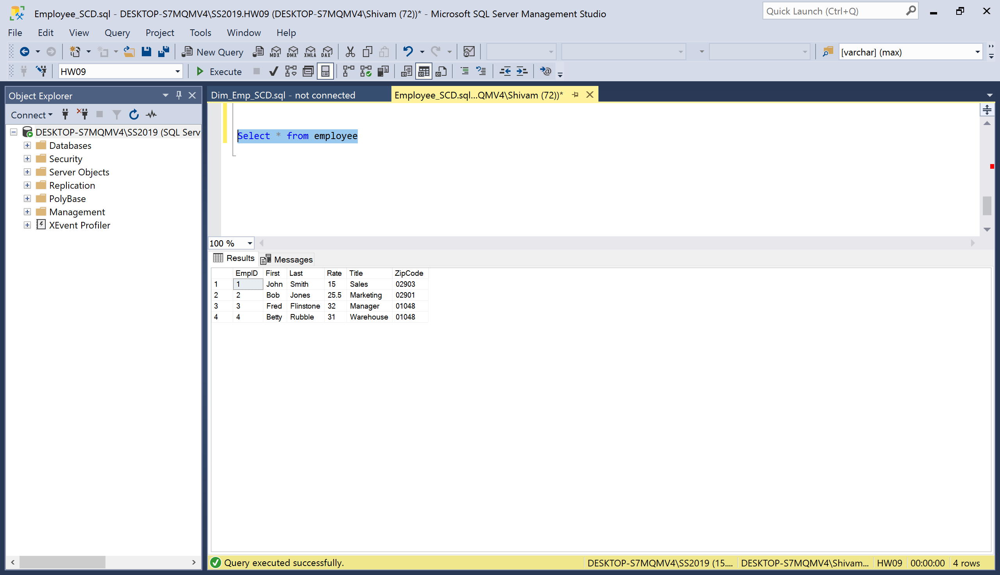 Employee_SCD.sql - DESKTOP-S7MQMV4\SS2019.HW09 (DESKTOP-S7MQMV4\Shivam (72))* - Microsoft SQL Server Management Studio
Quick Launch (Ctrl+Q)
File Edit View Query Project Tools Window Help
New Query MDX DMX XMLA DAX [varchar] (max)
HW09 Execute
Object Explorer
Connect
DESKTOP-S7MQMV4\SS2019 (SQL Serv
Databases
Security
Server Objects
Replication
PolyBase
Management
XEvent Profiler
Dim_Emp_SCD.sql - not connected
Employee_SCD.sql...QMV4\Shivam (72))*
Select * from employee
100 %
Results Messages
EmpID First Last Rate Title ZipCode
1 1 John Smith 15 Sales 02903
2 2 Bob Jones 25.5 Marketing 02901
3 3 Fred Flinstone 32 Manager 01048
4 4 Betty Rubble 31 Warehouse 01048
Query executed successfully.
DESKTOP-S7MQMV4\SS2019 (15.... DESKTOP-S7MQMV4\Shivam... HW09 00:00:00 4 rows